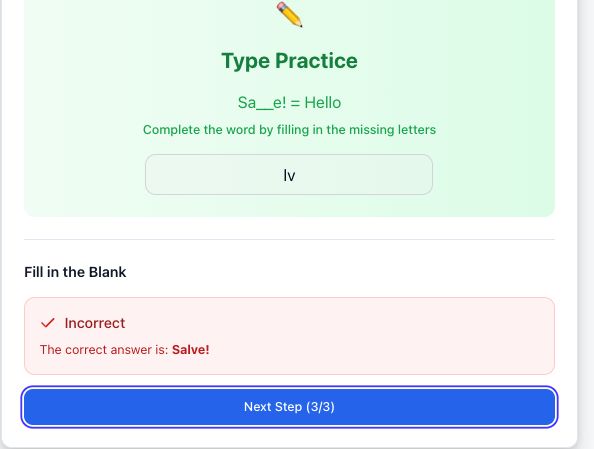 Type Practice
Sa__e! = Hello
Complete the word by filling in the missing letters
lv
Fill in the Blank
Incorrect
The correct answer is: Salve!
Next Step (3/3)